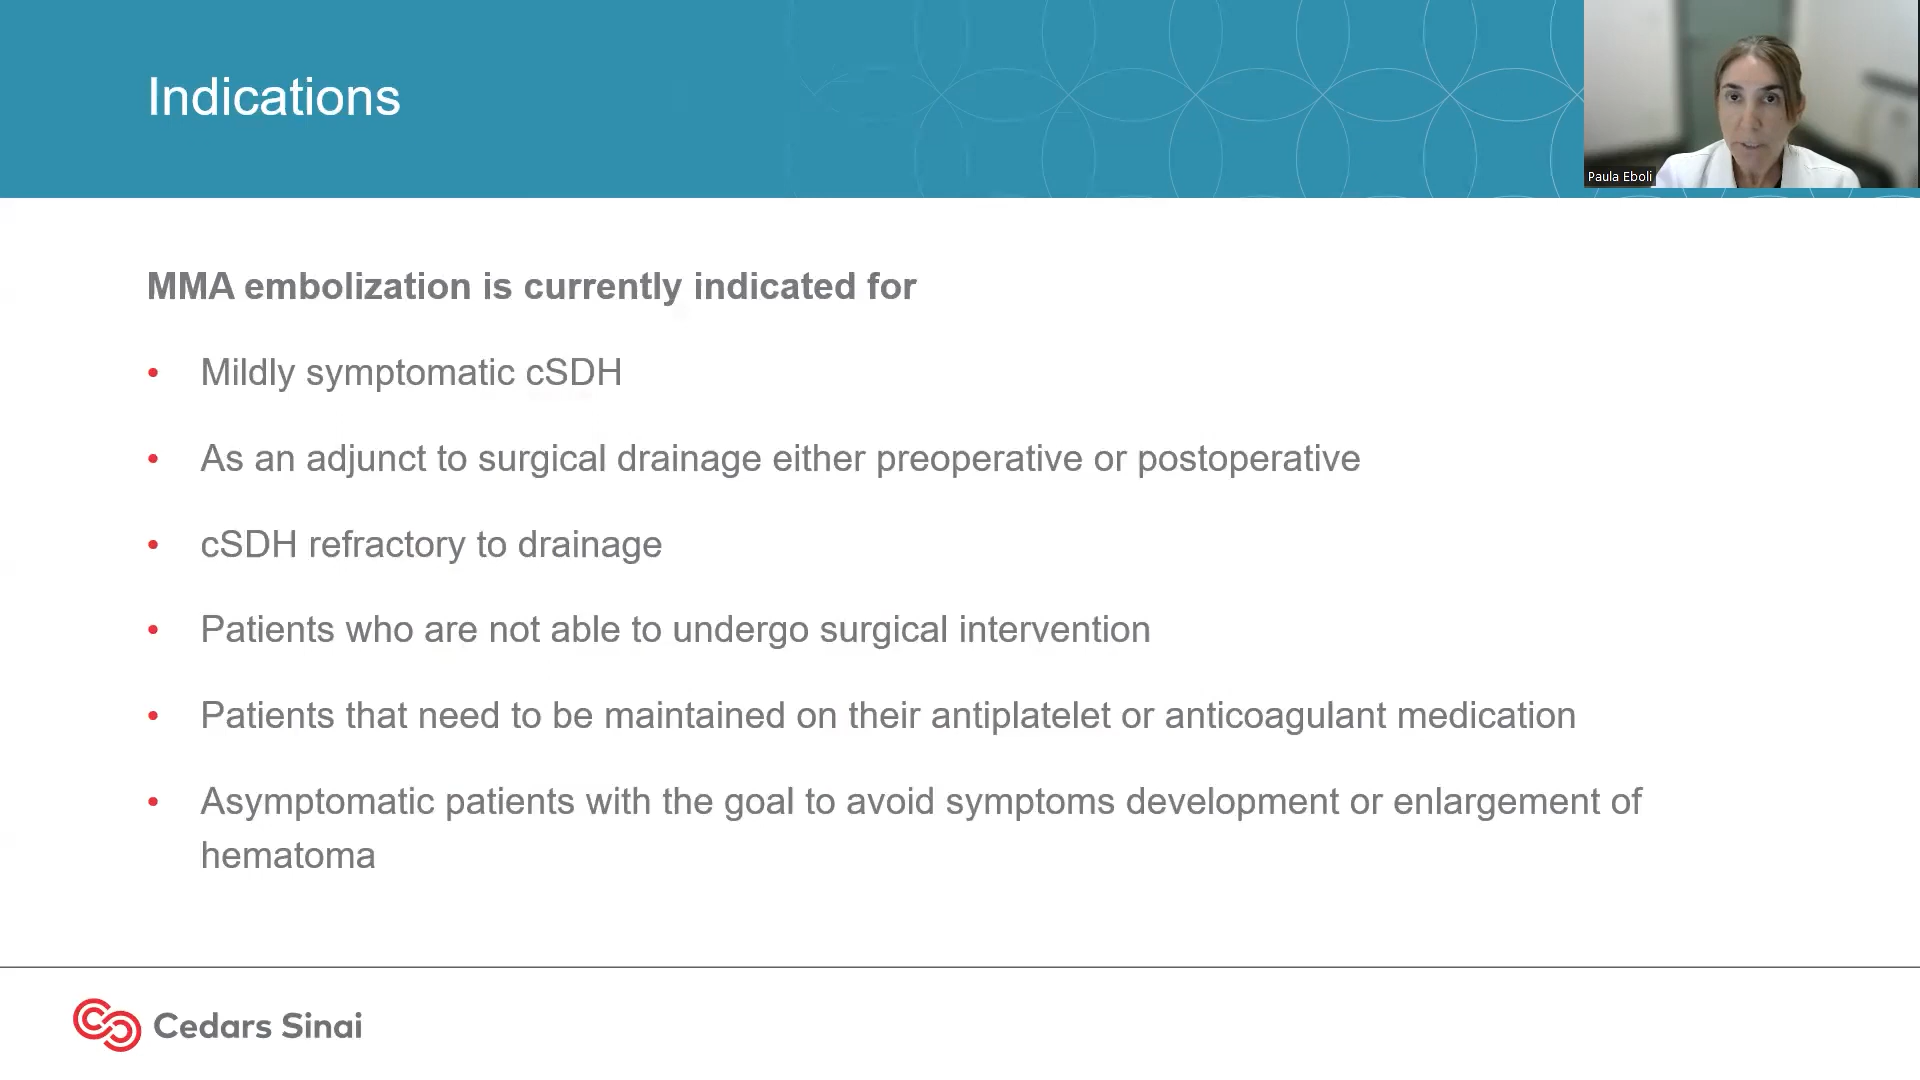 Indications
Paula Eboli
MMA embolization is currently indicated for
• Mildly symptomatic cSDH
• As an adjunct to surgical drainage either preoperative or postoperative
• cSDH refractory to drainage
• Patients who are not able to undergo surgical intervention
• Patients that need to be maintained on their antiplatelet or anticoagulant medication
• Asymptomatic patients with the goal to avoid symptoms development or enlargement of
hematoma
Cedars Sinai